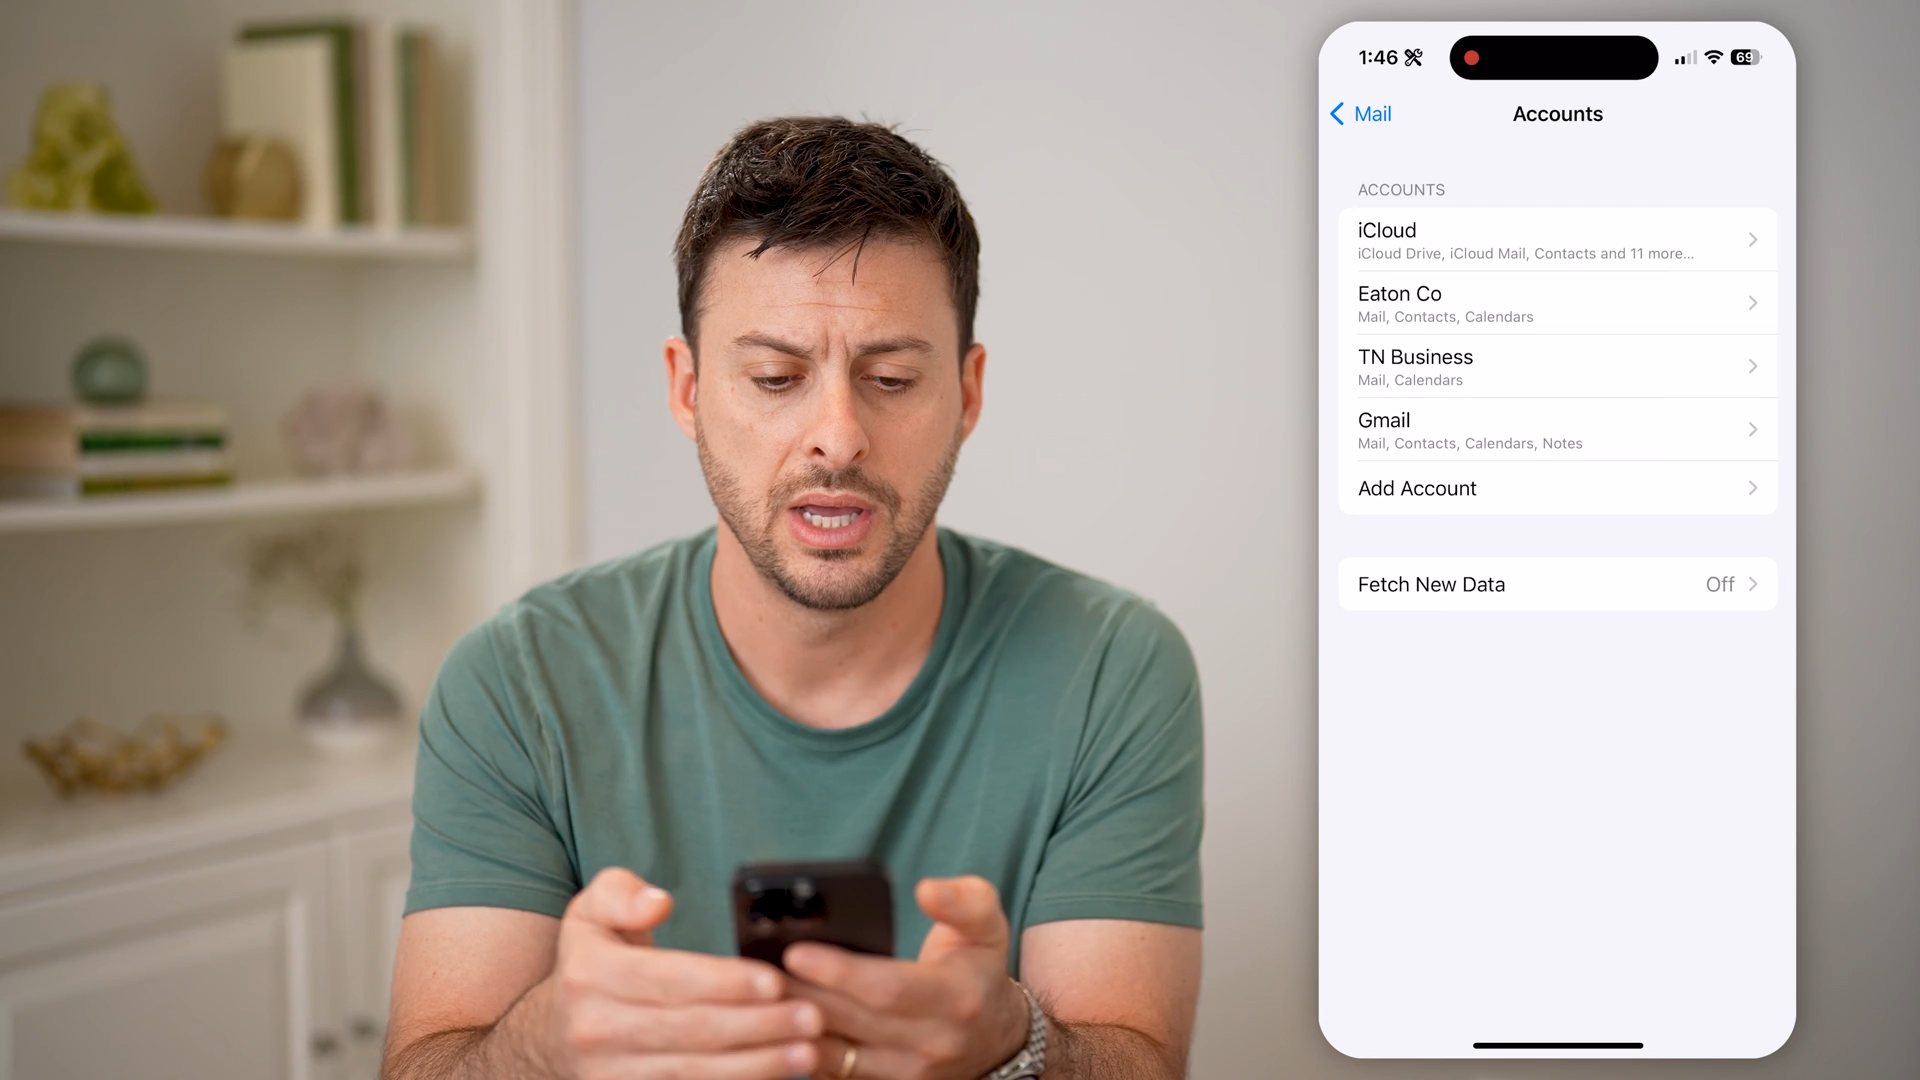 1:46
69
Mail
Accounts
ACCOUNTS
iCloud
iCloud Drive, iCloud Mail, Contacts and 11 more...
Eaton Co
Mail, Contacts, Calendars
TN Business
Mail, Calendars
Gmail
Mail, Contacts, Calendars, Notes
Add Account
Fetch New Data
Off